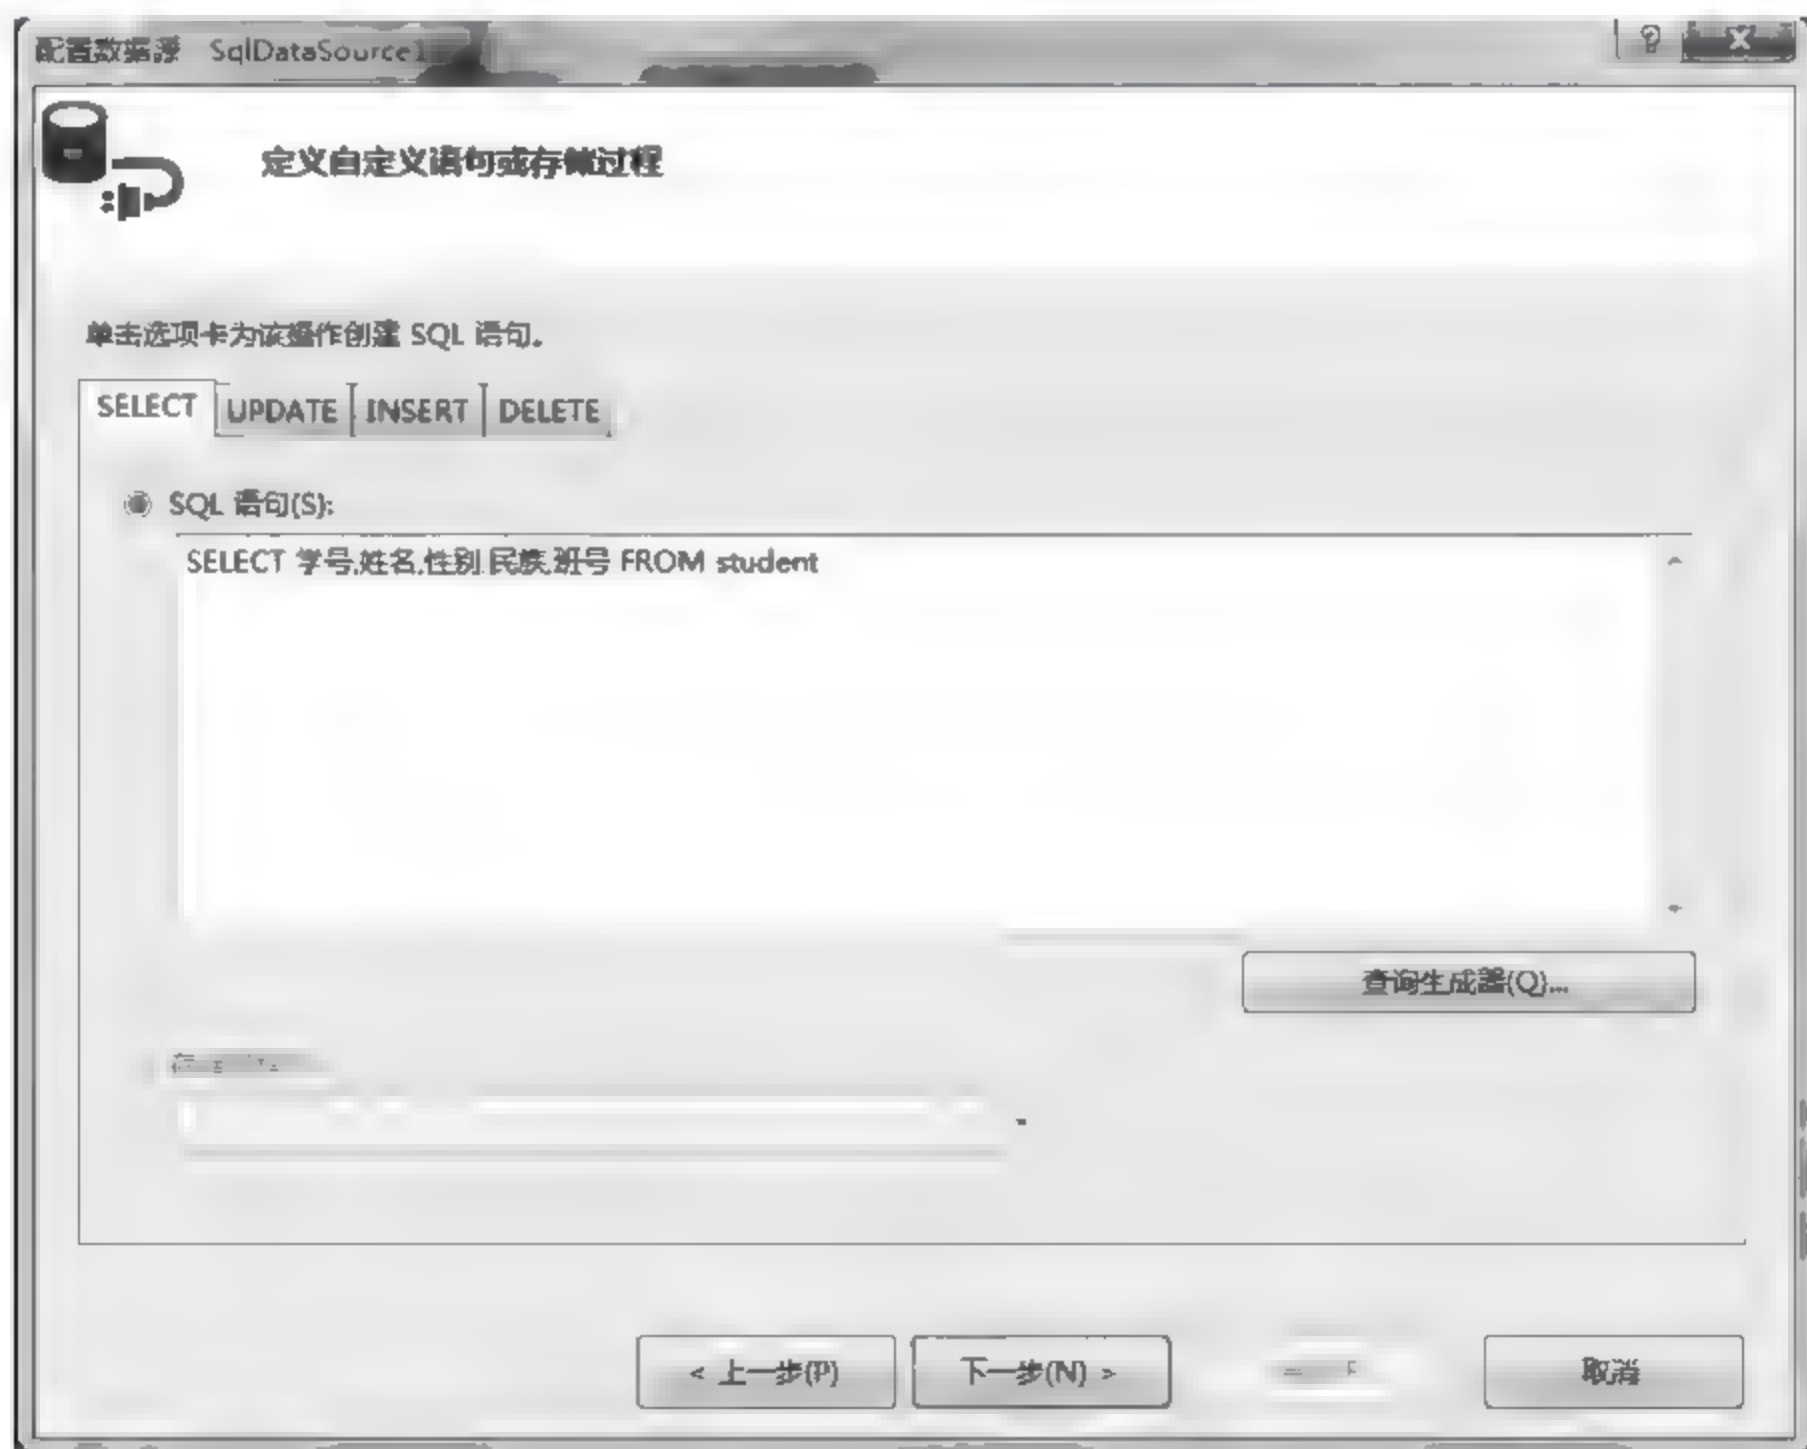 配置数据源 SqlDataSource1
定义自定义语句或存储过程
单击选项卡为该操作创建 SQL 语句。
SELECT UPDATE INSERT DELETE
SQL 语句(S):
SELECT 学号,姓名,性别,民族,班号 FROM student
查询生成器(Q)...
< 上一步(P) 下一步(N) > 取消